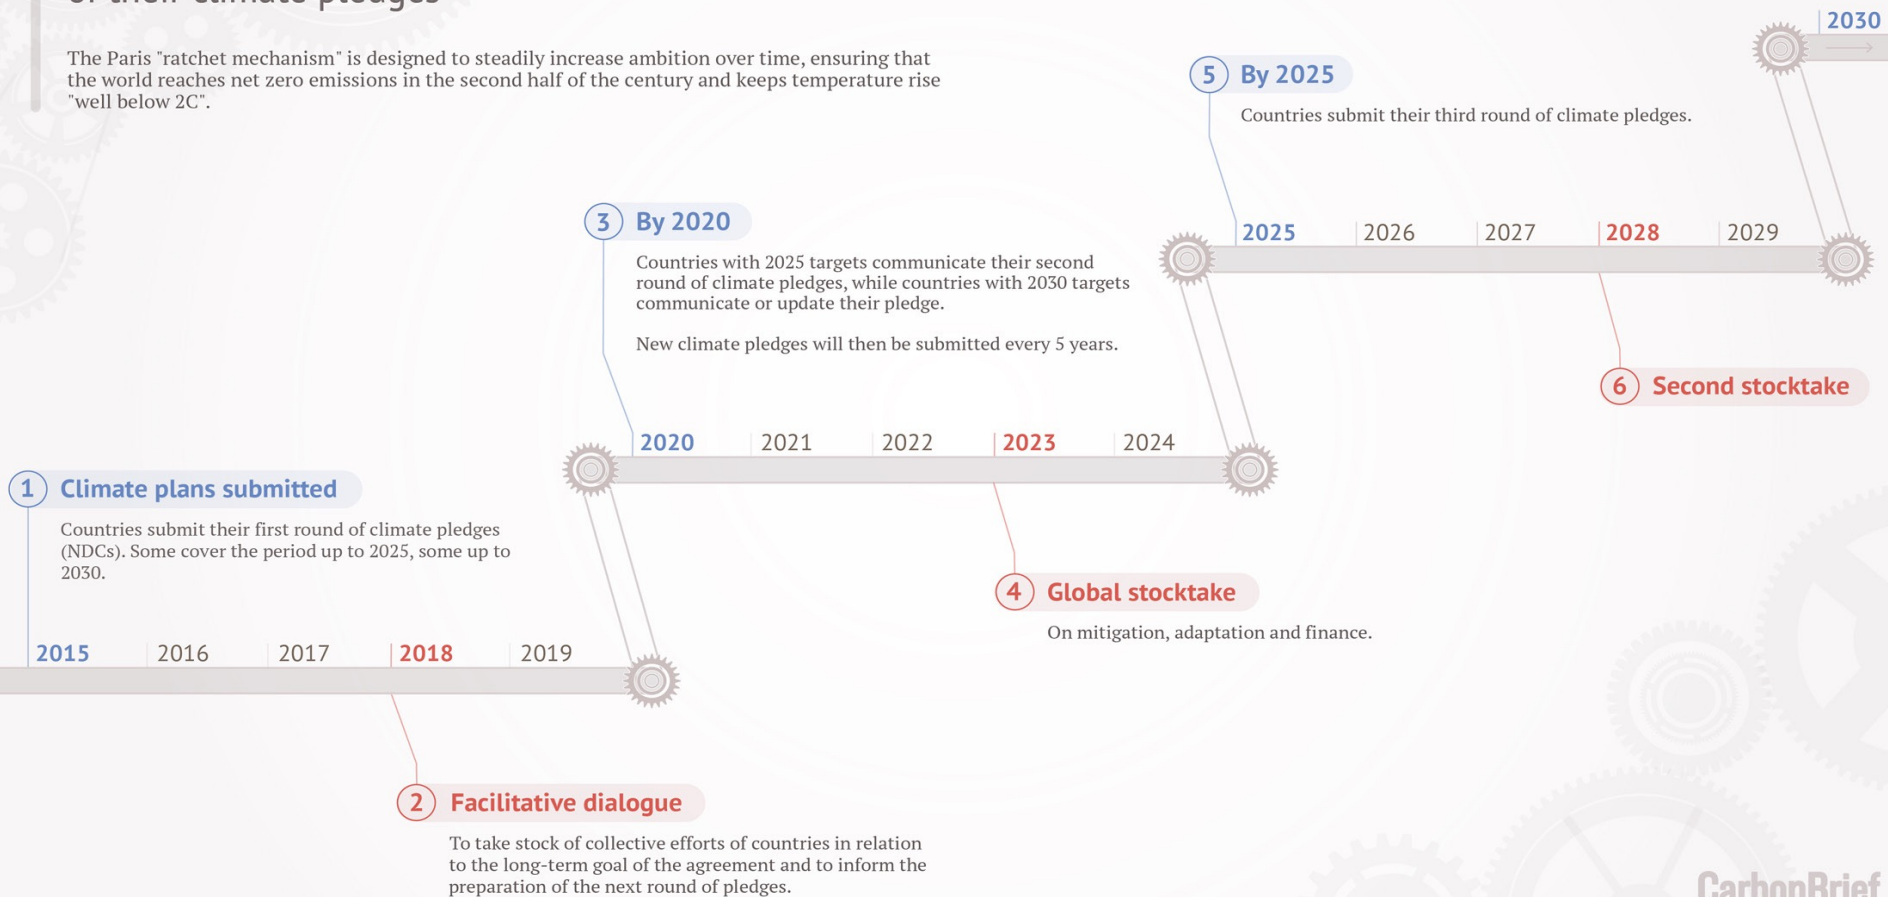 of their climate pledges
The Paris "ratchet mechanism" is designed to steadily increase ambition over time, ensuring that
the world reaches net zero emissions in the second half of the century and keeps temperature rise
"well below 2C".
2030
5 By 2025
Countries submit their third round of climate pledges.
3 By 2020
Countries with 2025 targets communicate their second
round of climate pledges, while countries with 2030 targets
communicate or update their pledge.
New climate pledges will then be submitted every 5 years.
2025 2026 2027 2028 2029
6 Second stocktake
2020 2021 2022 2023 2024
1 Climate plans submitted
Countries submit their first round of climate pledges
(NDCs). Some cover the period up to 2025, some up to
2030.
4 Global stocktake
On mitigation, adaptation and finance.
2015 2016 2017 2018 2019
2 Facilitative dialogue
To take stock of collective efforts of countries in relation
to the long-term goal of the agreement and to inform the
preparation of the next round of pledges.
CarbonBrief